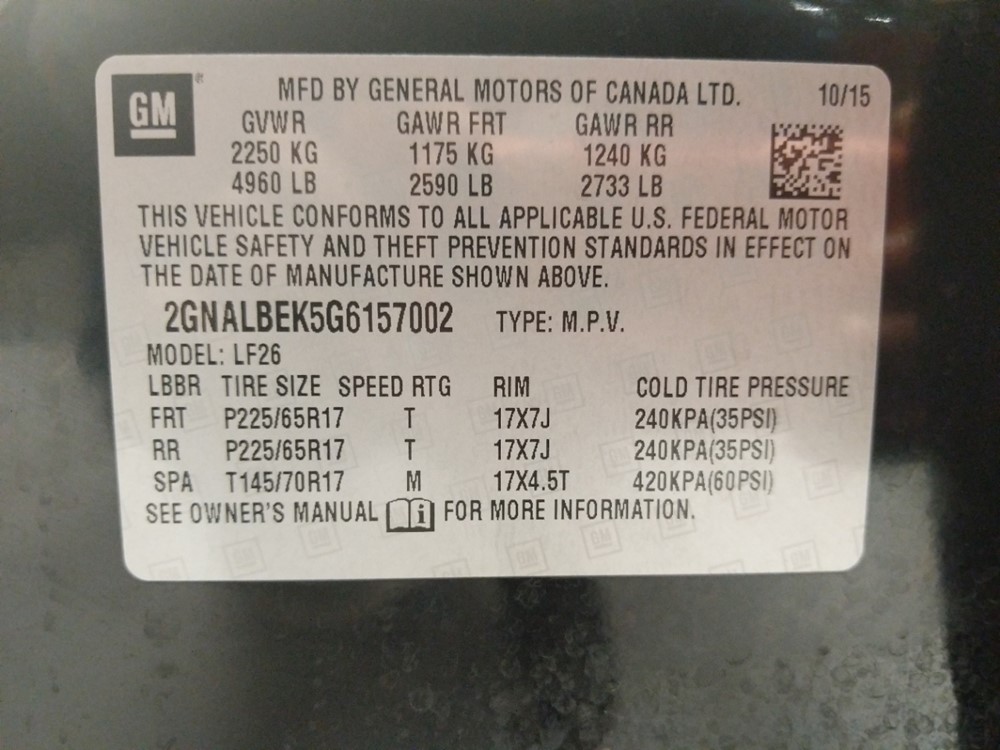 GM
MFD BY GENERAL MOTORS OF CANADA LTD. 10/15
GVWR GAWR FRT GAWR RR
2250 KG 1175 KG 1240 KG
4960 LB 2590 LB 2733 LB
THIS VEHICLE CONFORMS TO ALL APPLICABLE U.S. FEDERAL MOTOR
VEHICLE SAFETY AND THEFT PREVENTION STANDARDS IN EFFECT ON
THE DATE OF MANUFACTURE SHOWN ABOVE.
2GNALBEK5G6157002 TYPE: M.P.V.
MODEL: LF26
LBBR TIRE SIZE SPEED RTG RIM COLD TIRE PRESSURE
FRT P225/65R17 T 17X7J 240KPA(35PSI)
RR P225/65R17 T 17X7J 240KPA(35PSI)
SPA T145/70R17 M 17X4.5T 420KPA(60PSI)
SEE OWNER'S MANUAL i FOR MORE INFORMATION.